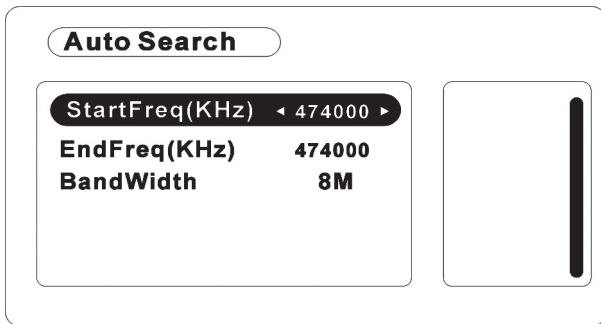 Auto Search
StartFreq(KHz) ◂ 474000 ▸
EndFreq(KHz) 474000
BandWidth 8M